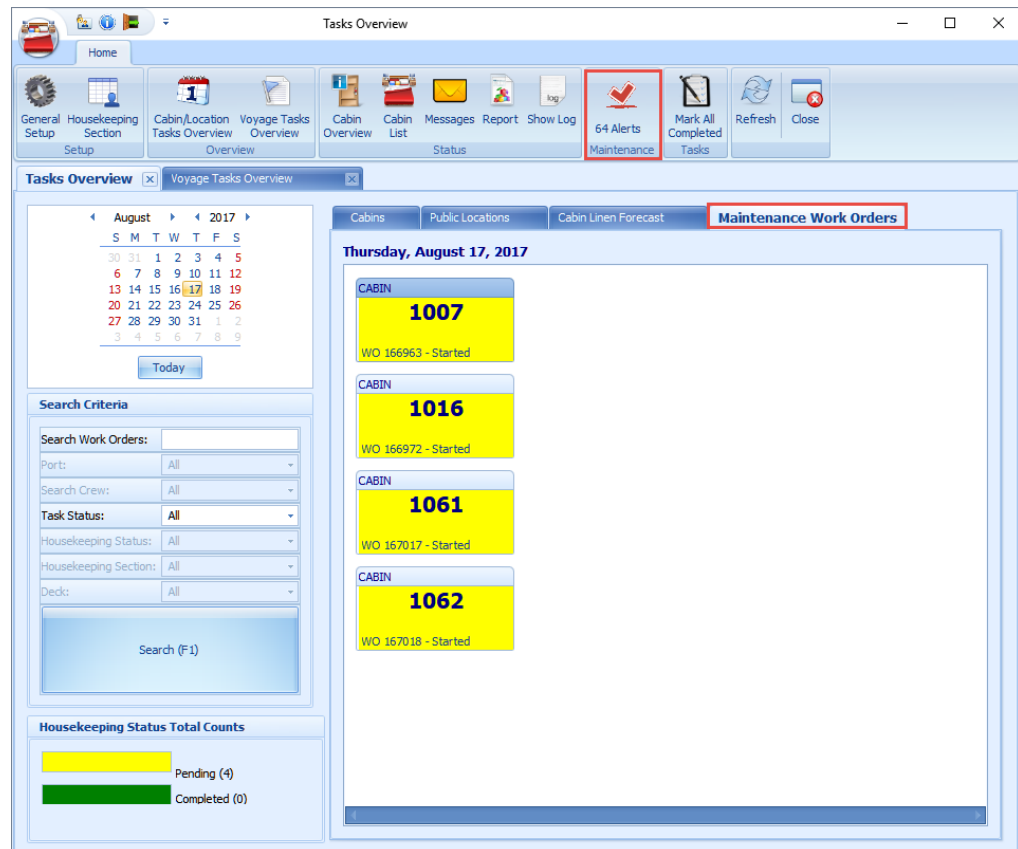 Tasks Overview
Home
General Setup
Housekeeping Section
Cabin/Location Tasks Overview
Voyage Tasks Overview
Cabin Overview
Cabin List
Messages
Report
Show Log
log
64 Alerts
Mark All Completed
Refresh
Close
Setup
Overview
Status
Maintenance
Tasks
Tasks Overview
Voyage Tasks Overview
August 2017
S M T W T F S
30 31 1 2 3 4 5
6 7 8 9 10 11 12
13 14 15 16 17 18 19
20 21 22 23 24 25 26
27 28 29 30 31 1 2
3 4 5 6 7 8 9
Today
Search Criteria
Search Work Orders:
Port: All
Search Crew: All
Task Status: All
Housekeeping Status: All
Housekeeping Section: All
Deck: All
Search (F1)
Housekeeping Status Total Counts
Pending (4)
Completed (0)
Cabins
Public Locations
Cabin Linen Forecast
Maintenance Work Orders
Thursday, August 17, 2017
CABIN
1007
WO 166963 - Started
CABIN
1016
WO 166972 - Started
CABIN
1061
WO 167017 - Started
CABIN
1062
WO 167018 - Started